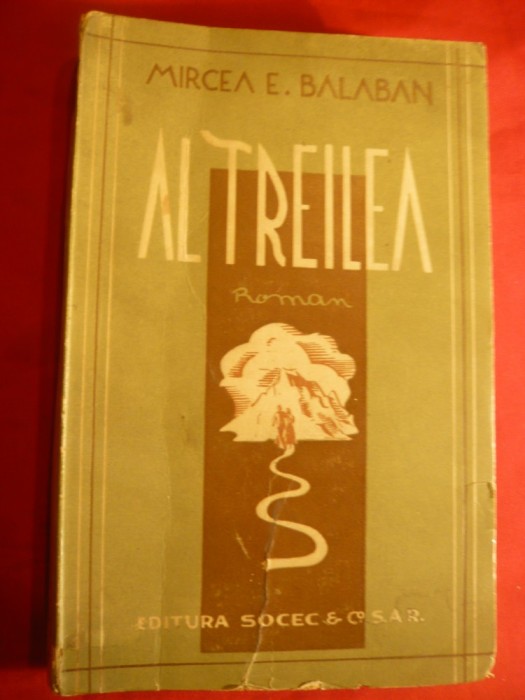 MIRCEA E. BALABAN
AL TREILEA
Roman
EDITURA SOCEC & Co. S.A.R.